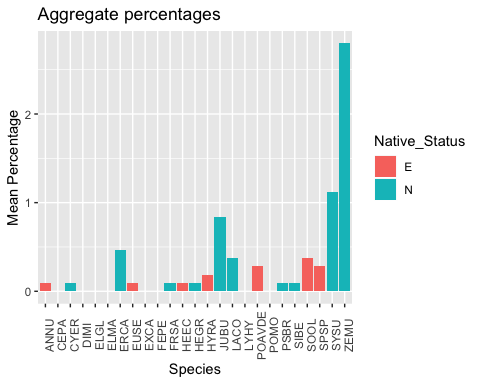 Aggregate percentages
Mean Percentage
2
1
0
ANNU
CEPA
CYER
DIMI
ELGL
ELMA
ERCA
EUSE
EXCA
FEPE
FRSA
HEEC
HEGR
HYRA
JUBU
LACO
LYHY
POAVDE
POMO
PSBR
SIBE
SOOL
SPSP
SYSU
ZEMU
Species
Native_Status
E
N